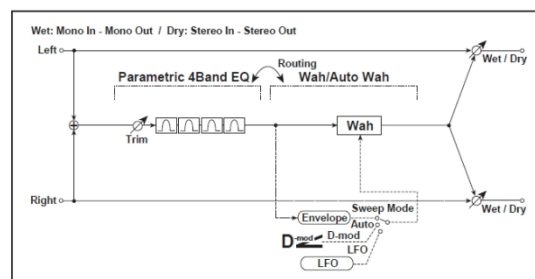 Wet: Mono In - Mono Out / Dry: Stereo In - Stereo Out
Left
Wet / Dry
Routing
Parametric 4Band EQ
Wah/Auto Wah
Trim
Wah
Right
Wet / Dry
Envelope
Sweep Mode
Auto
D-mod
D-mod
LFO
LFO